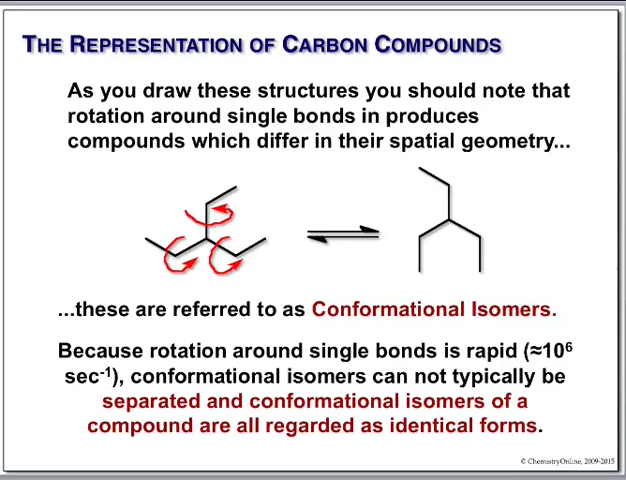 THE REPRESENTATION OF CARBON COMPOUNDS
As you draw these structures you should note that
rotation around single bonds in produces
compounds which differ in their spatial geometry...
...these are referred to as Conformational Isomers.
Because rotation around single bonds is rapid (≈10⁶
sec⁻¹), conformational isomers can not typically be
separated and conformational isomers of a
compound are all regarded as identical forms.
© ChemistryOnline, 2009-2015